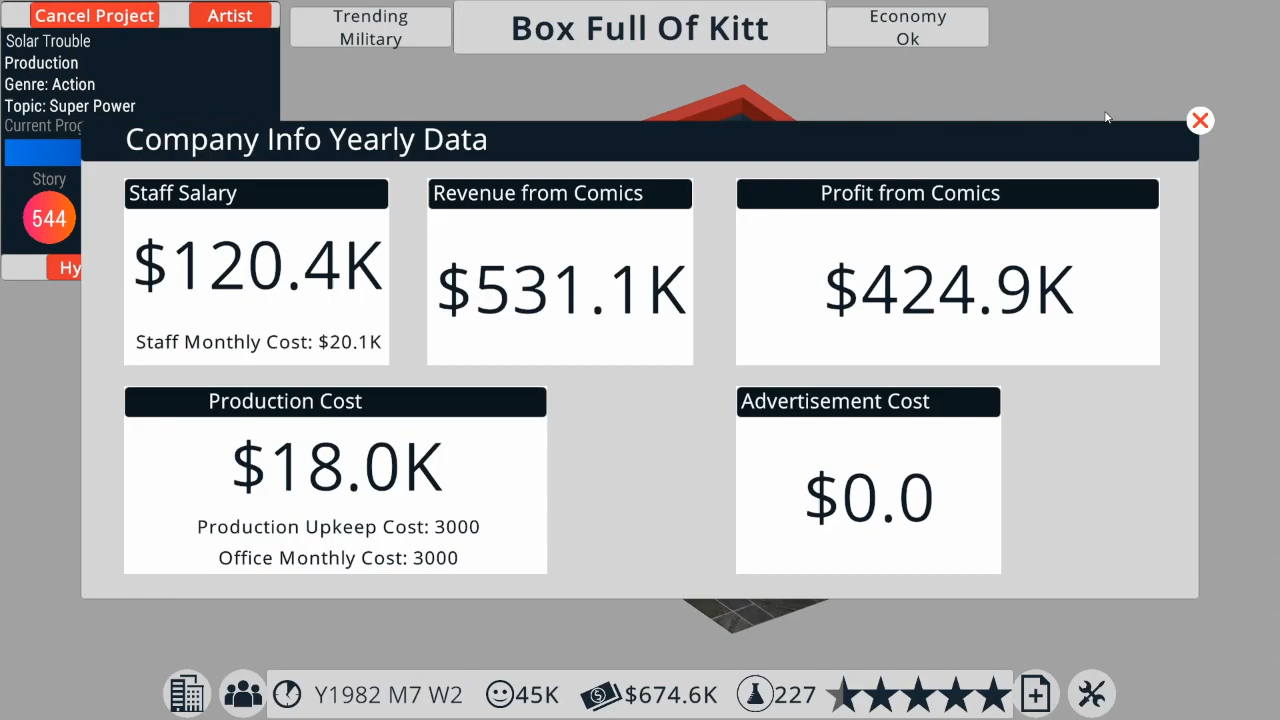 Cancel Project
Artist
Solar Trouble
Production
Genre: Action
Topic: Super Power
Current Prog
Story
544
Hy
Trending
Military
Box Full Of Kitt
Economy
Ok
Company Info Yearly Data
Staff Salary
$120.4K
Staff Monthly Cost: $20.1K
Revenue from Comics
$531.1K
Profit from Comics
$424.9K
Production Cost
$18.0K
Production Upkeep Cost: 3000
Office Monthly Cost: 3000
Advertisement Cost
$0.0
Y1982 M7 W2
45K
$674.6K
227